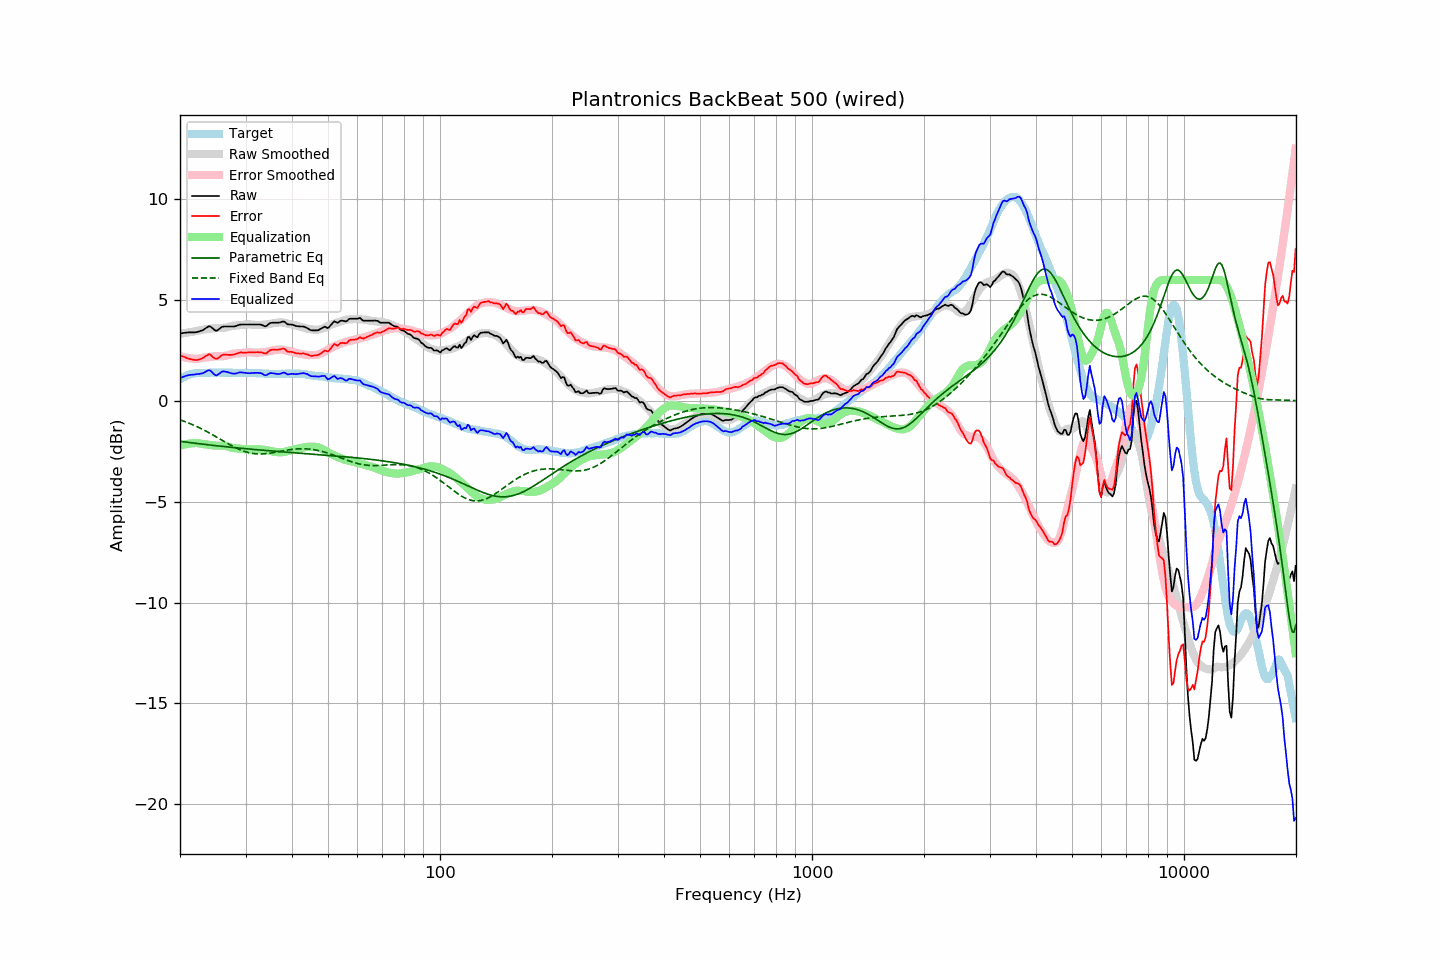 Plantronics BackBeat 500 (wired)
Target
Raw Smoothed
Error Smoothed
Raw
Error
Equalization
Parametric Eq
Fixed Band Eq
Equalized
10
5
0
−5
−10
−15
−20
Amplitude (dBr)
100
1000
10000
Frequency (Hz)